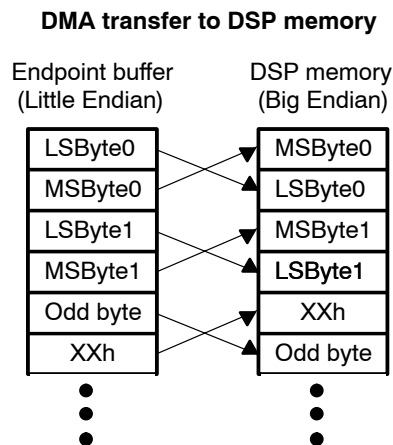 DMA transfer to DSP memory
Endpoint buffer
(Little Endian)
DSP memory
(Big Endian)
LSByte0
MSByte0
MSByte0
LSByte0
LSByte1
MSByte1
MSByte1
LSByte1
Odd byte
XXh
XXh
Odd byte